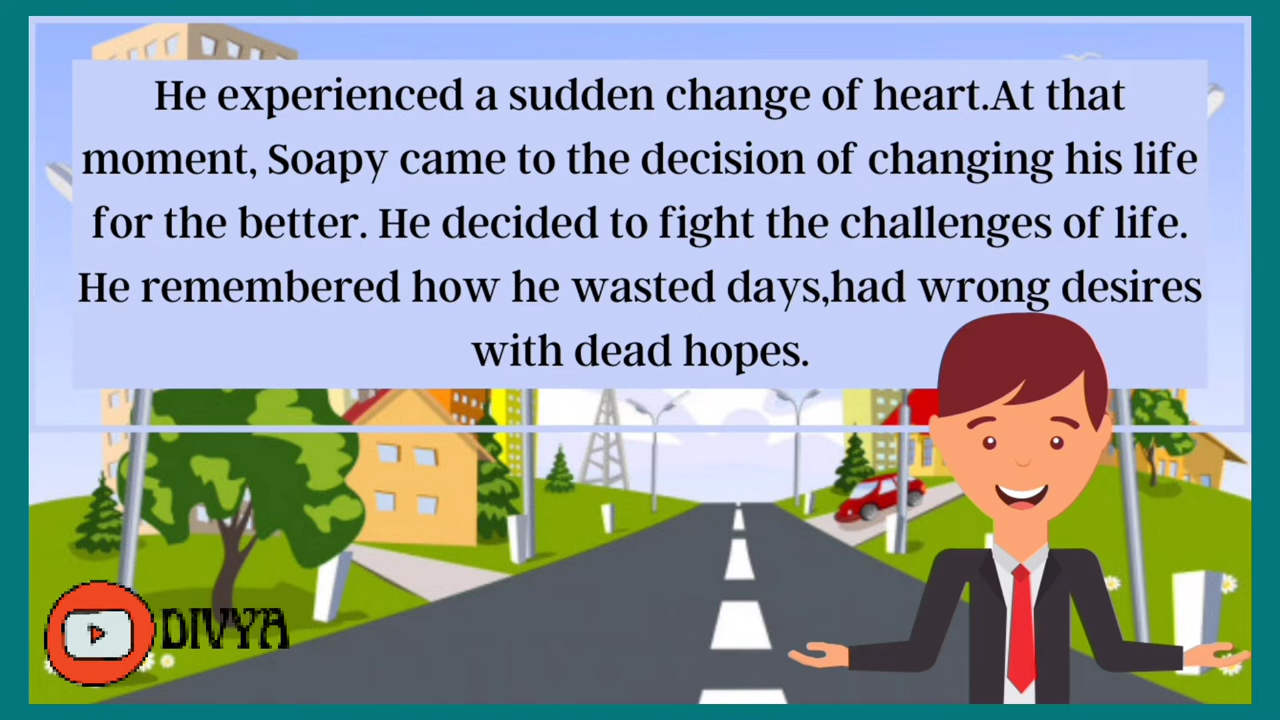 He experienced a sudden change of heart.At that
moment, Soapy came to the decision of changing his life
for the better. He decided to fight the challenges of life.
He remembered how he wasted days,had wrong desires
with dead hopes.
DIVYA